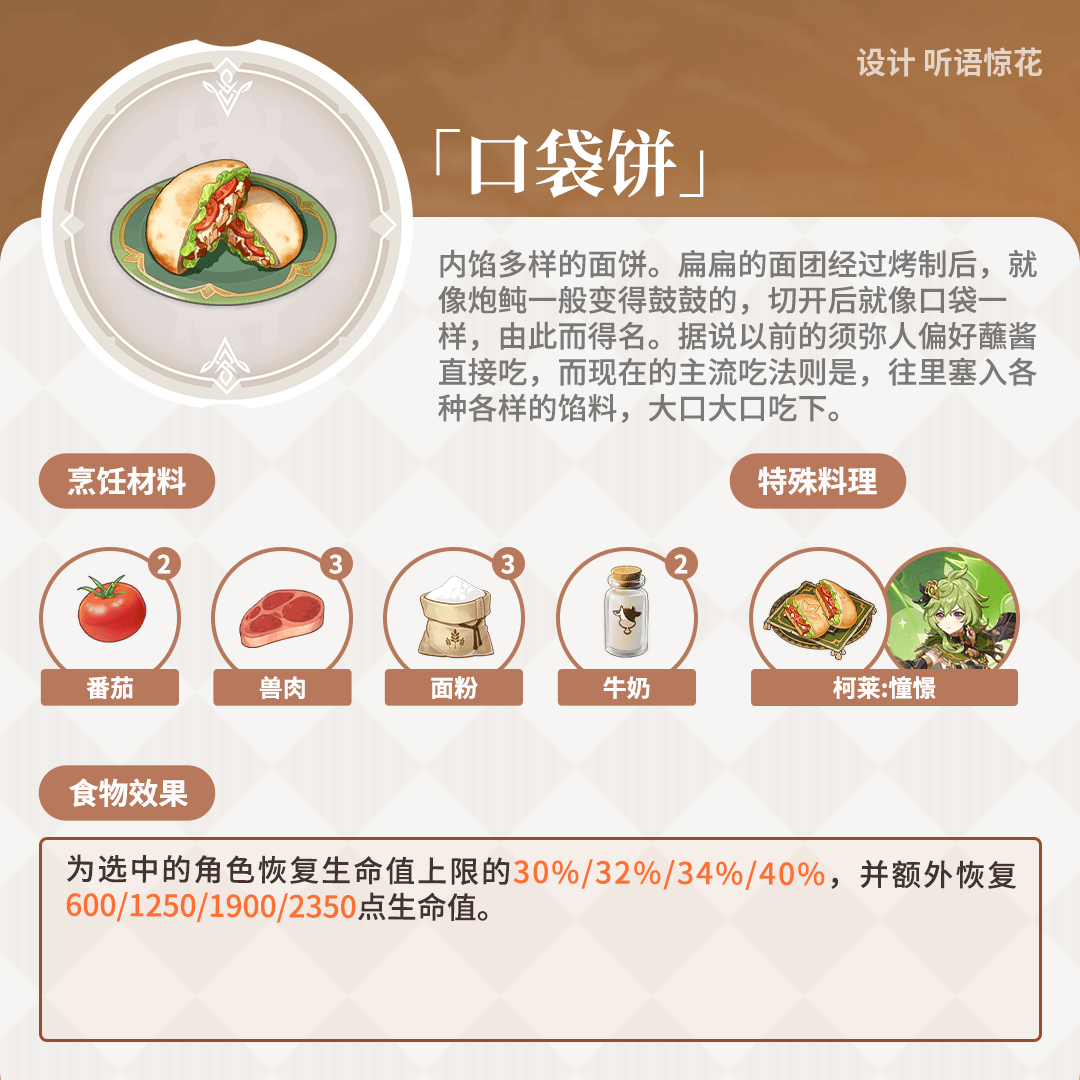 设计 听语惊花
「口袋饼」
内馅多样的面饼。扁扁的面团经过烤制后，就
像炮鲀一般变得鼓鼓的，切开后就像口袋一
样，由此而得名。据说以前的须弥人偏好蘸酱
直接吃，而现在的主流吃法则是，往里塞入各
种各样的馅料，大口大口吃下。
烹饪材料
特殊料理
2
3
3
2
番茄
兽肉
面粉
牛奶
柯莱:憧憬
食物效果
为选中的角色恢复生命值上限的30%/32%/34%/40%，并额外恢复
600/1250/1900/2350点生命值。